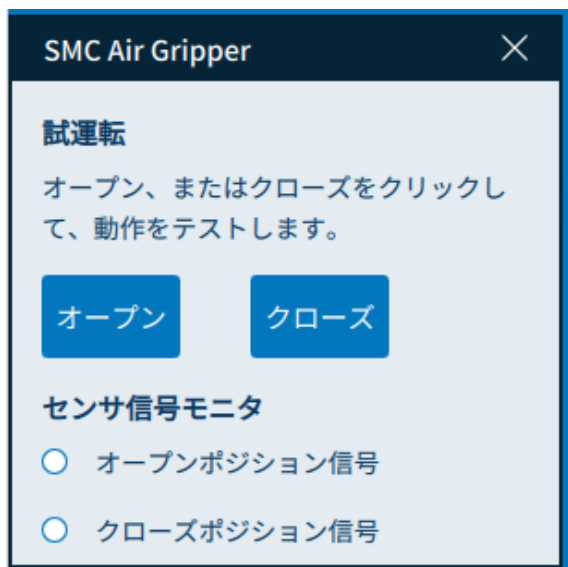 SMC Air Gripper
試運転
オープン、またはクローズをクリックし
て、動作をテストします。
オープン
クローズ
センサ信号モニタ
オープンポジション信号
クローズポジション信号